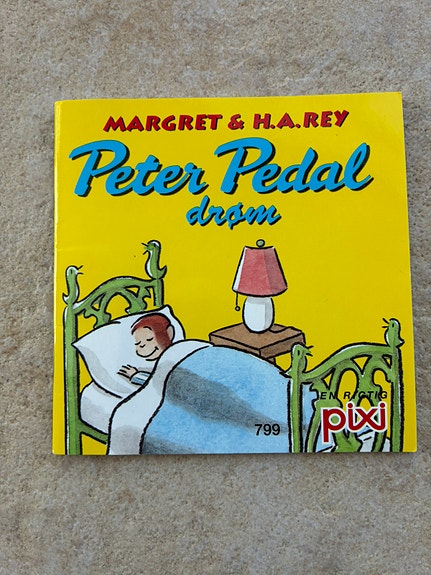 MARGRET & H.A.REY
Peter Pedal
drøm
799
EN RIGTIG
pixi